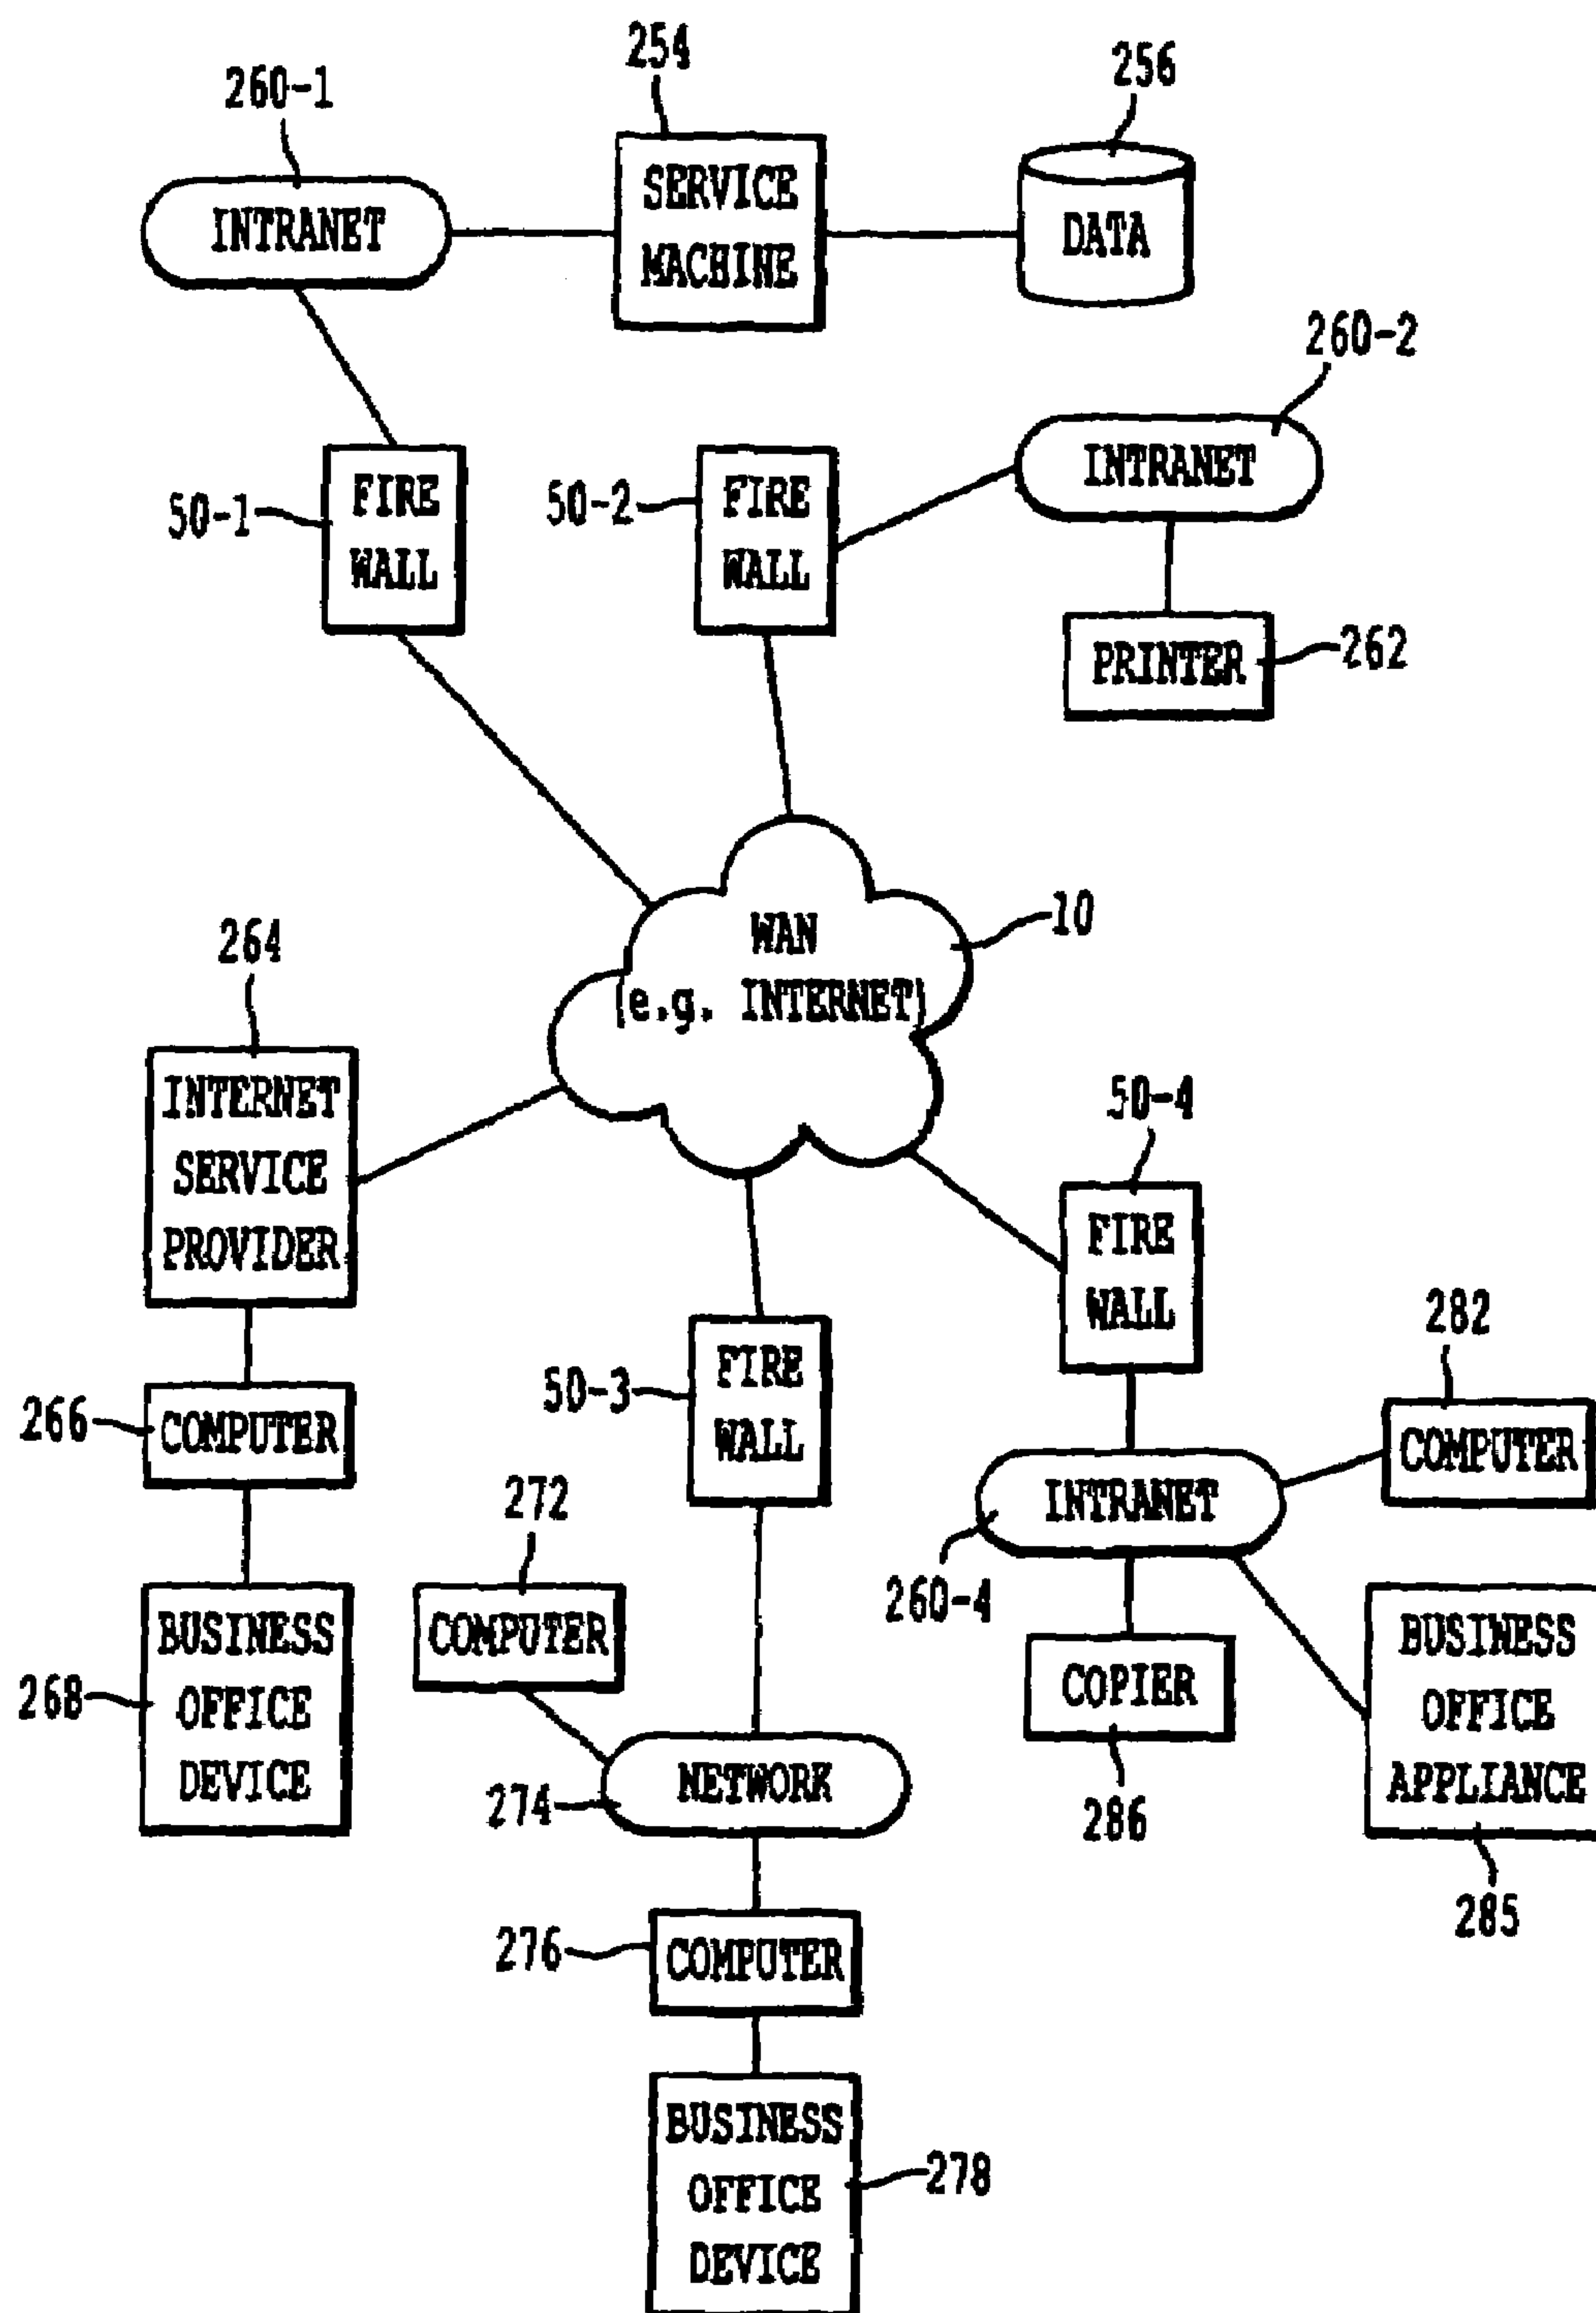 254
256
260-1
SERVICE
MACHINE
INTRANET
DATA
260-2
INTRANET
50-1
FIRE
WALL
50-2
FIRE
WALL
PRINTER
262
WAN
(e.g. INTERNET)
10
264
INTERNET
SERVICE
PROVIDER
50-4
FIRE
WALL
282
266
COMPUTER
50-3
FIRE
WALL
COMPUTER
INTRANET
272
260-4
COMPUTER
BUSINESS
OFFICE
DEVICE
268
COPIER
286
BUSINESS
OFFICE
APPLIANCE
285
NETWORK
274
276
COMPUTER
BUSINESS
OFFICE
DEVICE
278